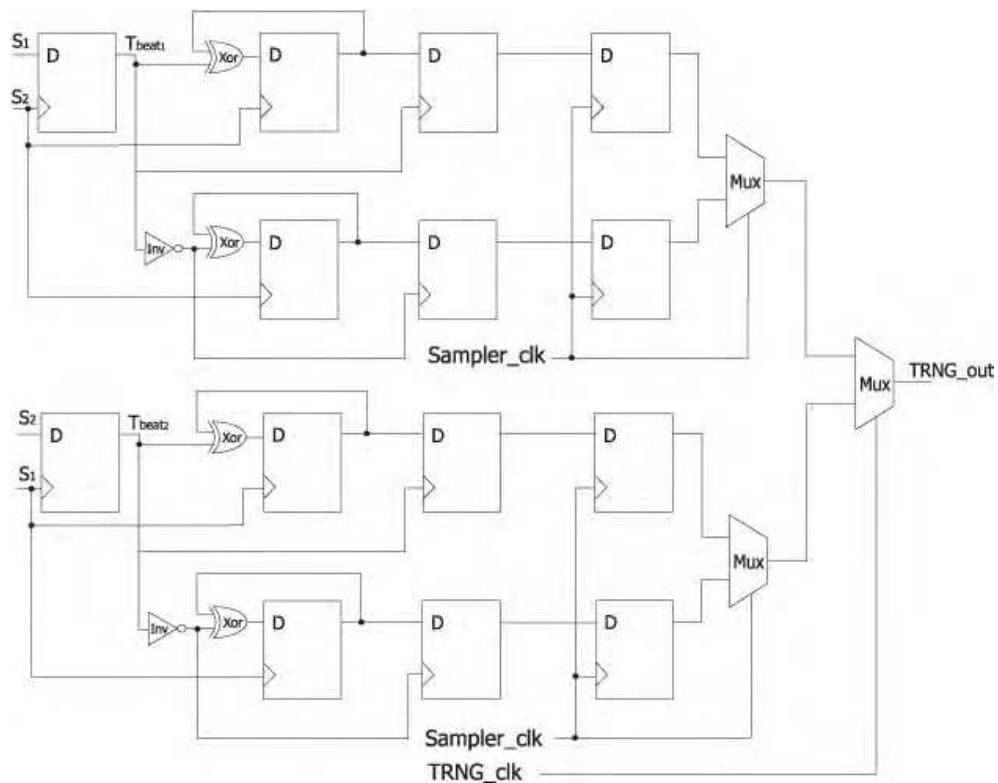 S1
D
Tbeat1
Xor
D
D
D
S2
Mux
Inv
Xor
D
D
D
Sampler_clk
TRNG_out
Mux
S2
D
Tbeat2
Xor
D
D
D
S1
Mux
Inv
Xor
D
D
D
Sampler_clk
TRNG_clk